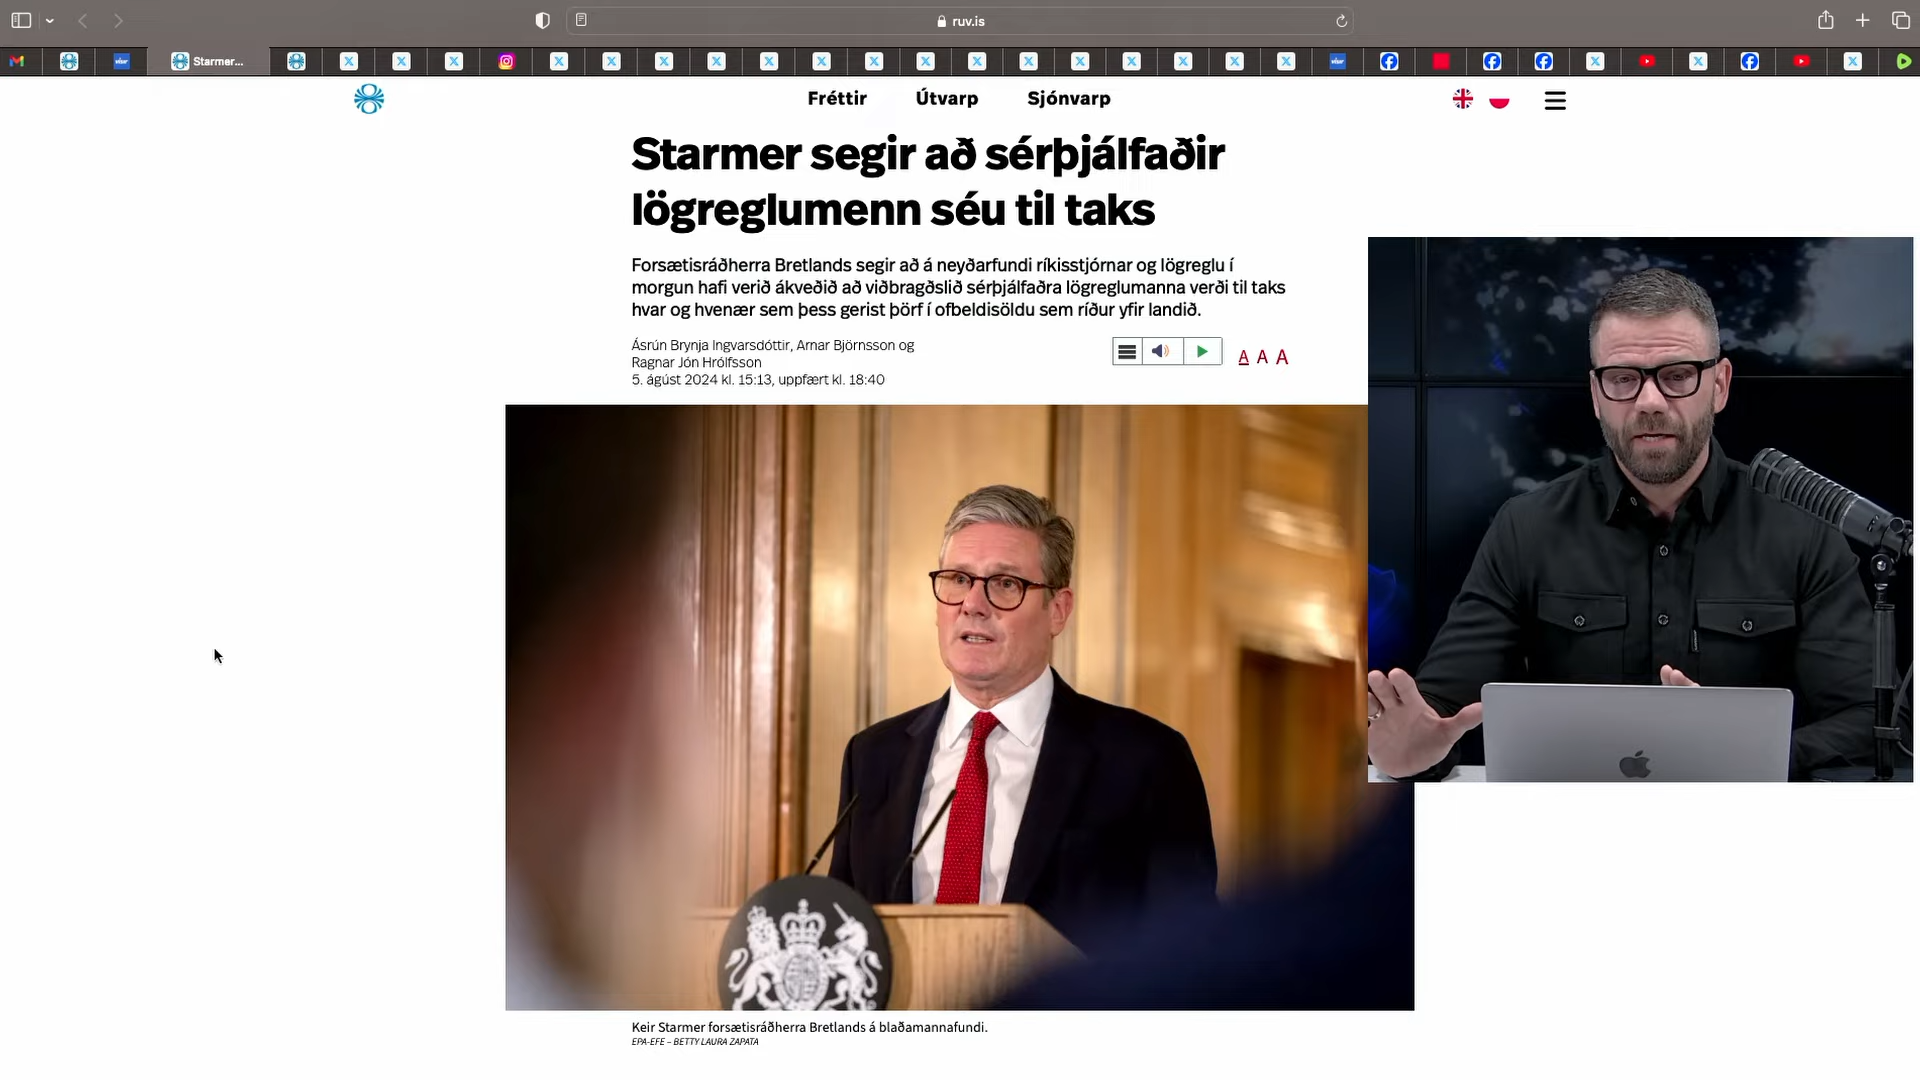 ruv.is
Starmer...
Fréttir Útvarp Sjónvarp
Starmer segir að sérþjálfaðir
lögreglumenn séu til taks
Forsætisráðherra Bretlands segir að á neyðarfundi ríkisstjórnar og lögreglu í
morgun hafi verið ákveðið að viðbragðslið sérþjálfaðra lögreglumanna verði til taks
hvar og hvenær sem þess gerist þörf í ofbeldisöldu sem ríður yfir landið.
Ásrún Brynja Ingvarsdóttir, Arnar Björnsson og
Ragnar Jón Hrólfsson
5. ágúst 2024 kl. 15:13, uppfært kl. 18:40
A A A
Keir Starmer forsætisráðherra Bretlands á blaðamannafundi.
EPA-EFE – BETTY LAURA ZAPATA